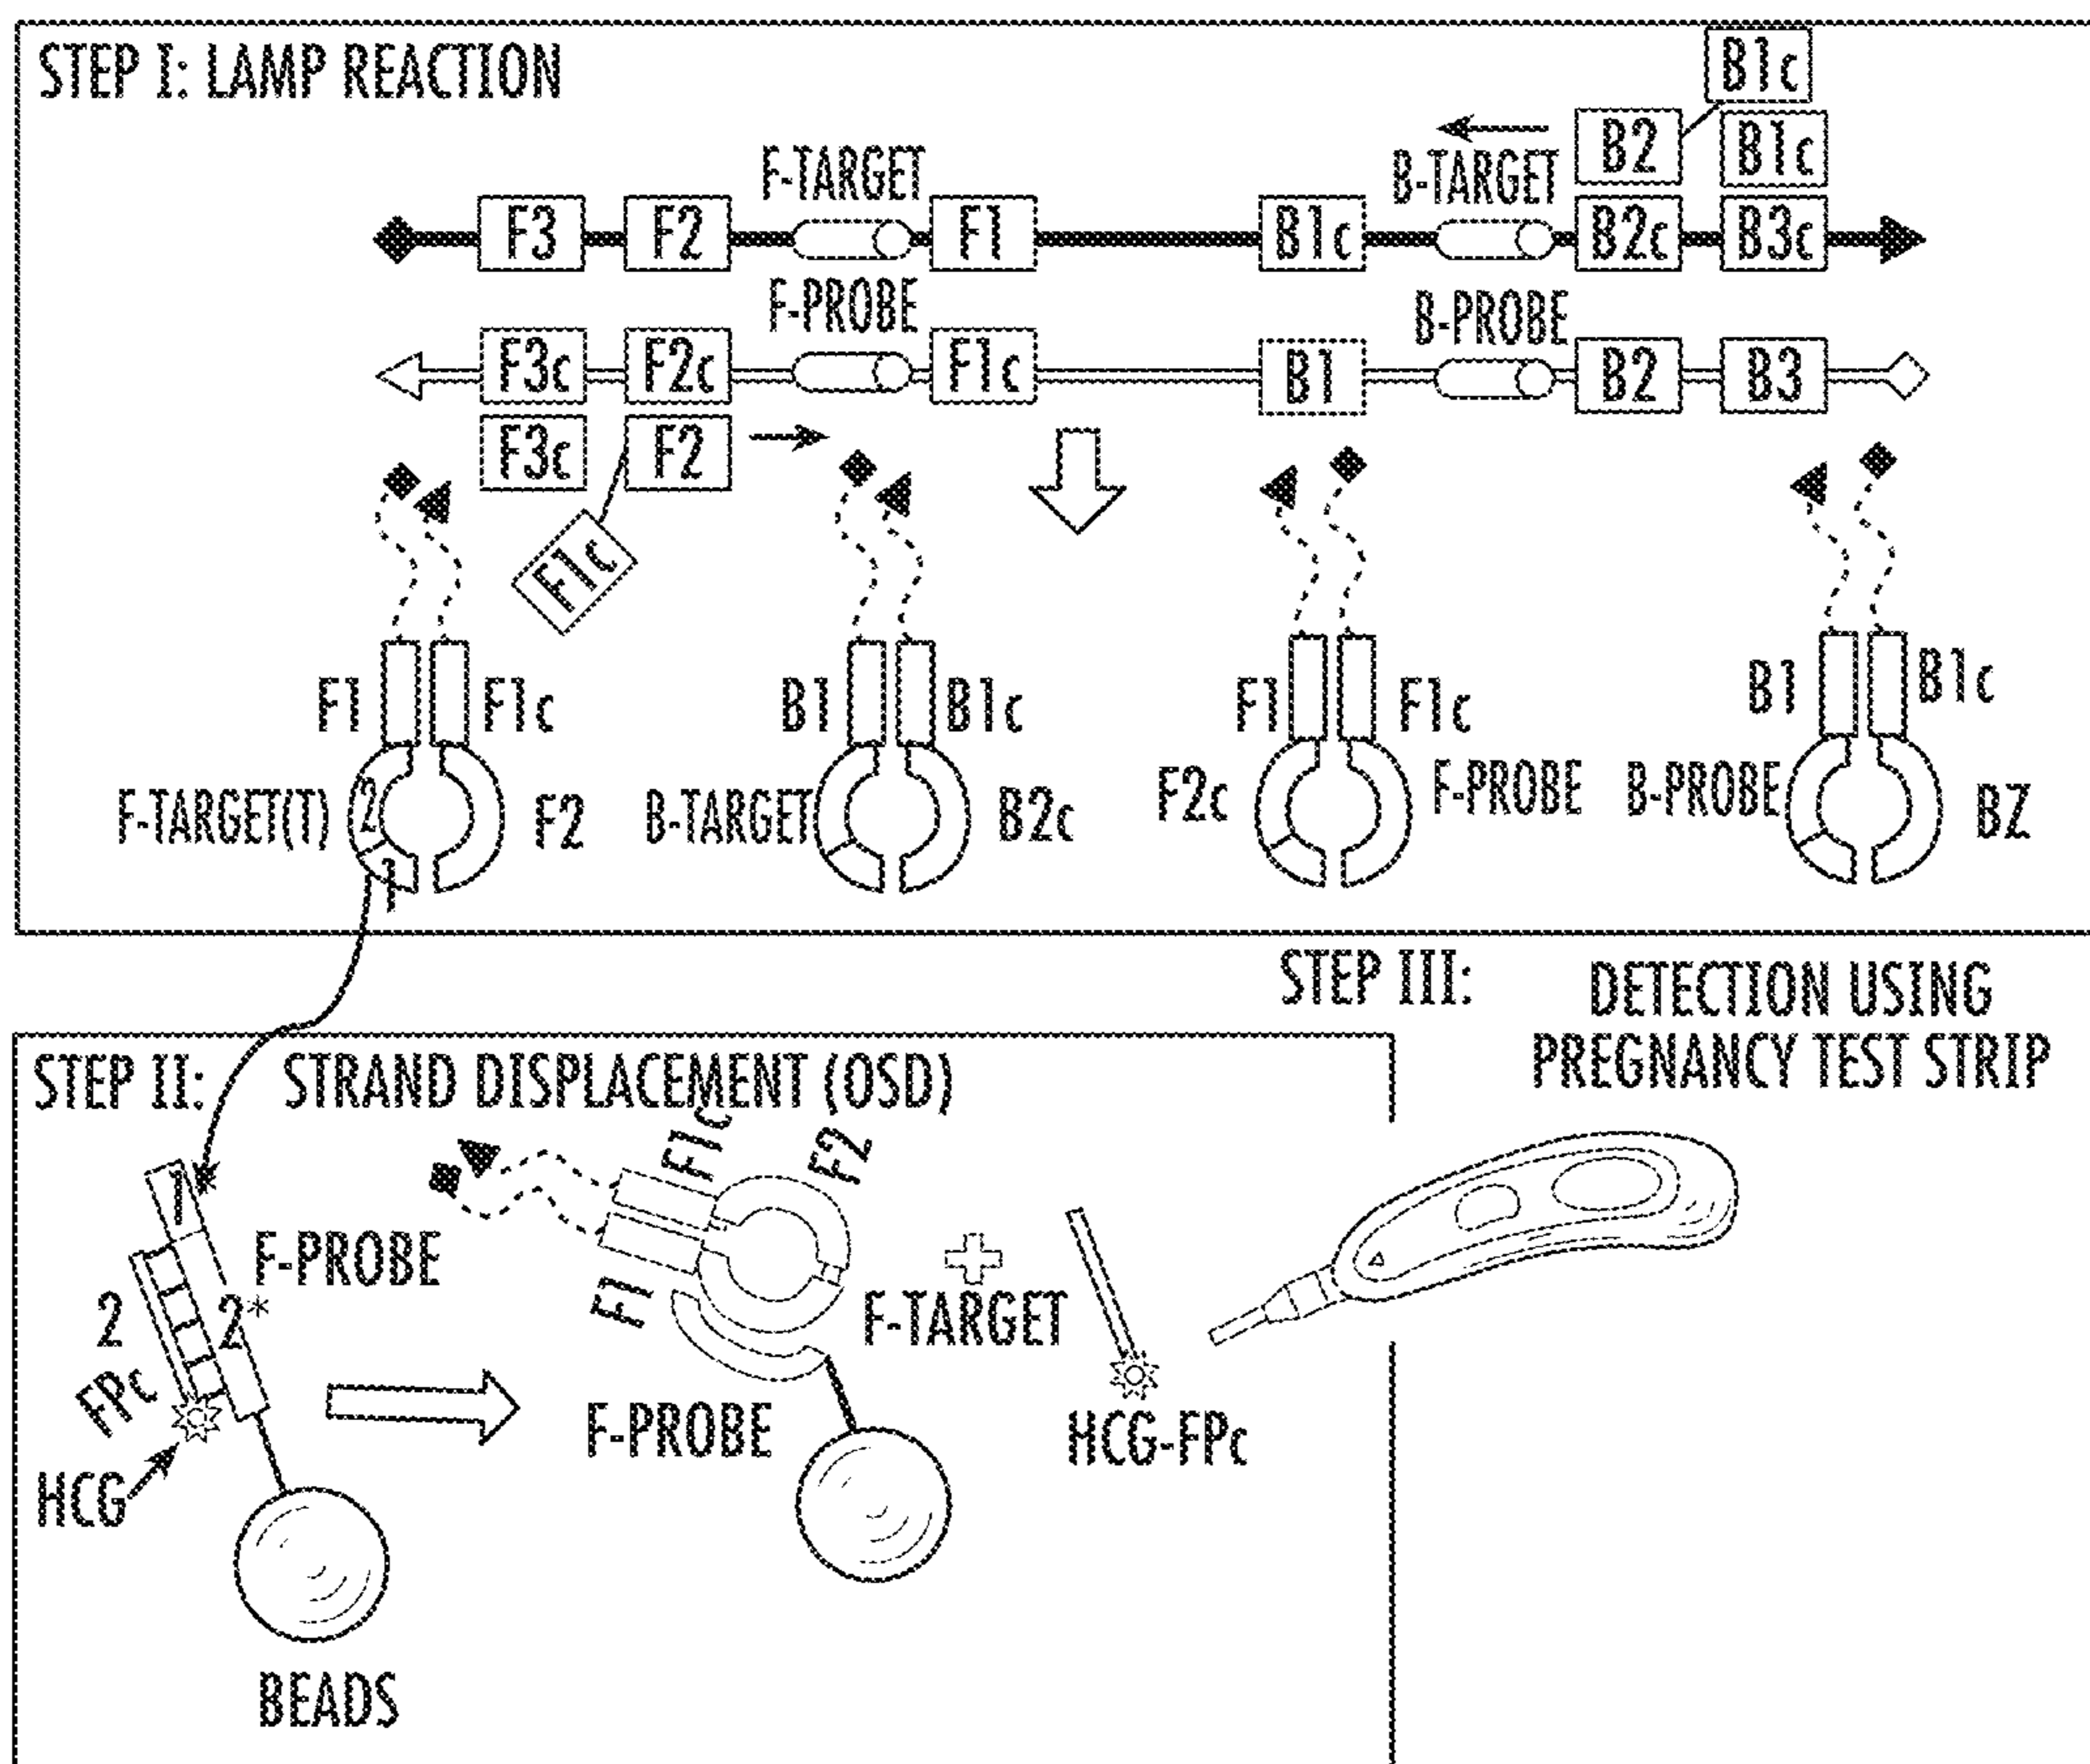 STEP I: LAMP REACTION
B1c
B2
B1c
F-TARGET
B-TARGET
F3
F2
F1
B1c
B2c
B3c
F-PROBE
B-PROBE
F3c
F2c
F1c
B1
B2
B3
F3c
F2
F1c
F1
F1c
B1
B1c
F1
F1c
B1
B1c
F-TARGET(T)
2
F2
B-TARGET
B2c
F2c
F-PROBE
B-PROBE
BZ
1
STEP II: STRAND DISPLACEMENT (OSD)
1*
F-PROBE
2
2*
FPc
HCG
BEADS
F1c
F2
F1
F-TARGET
F-PROBE
HCG-FPc
STEP III: DETECTION USING
PREGNANCY TEST STRIP